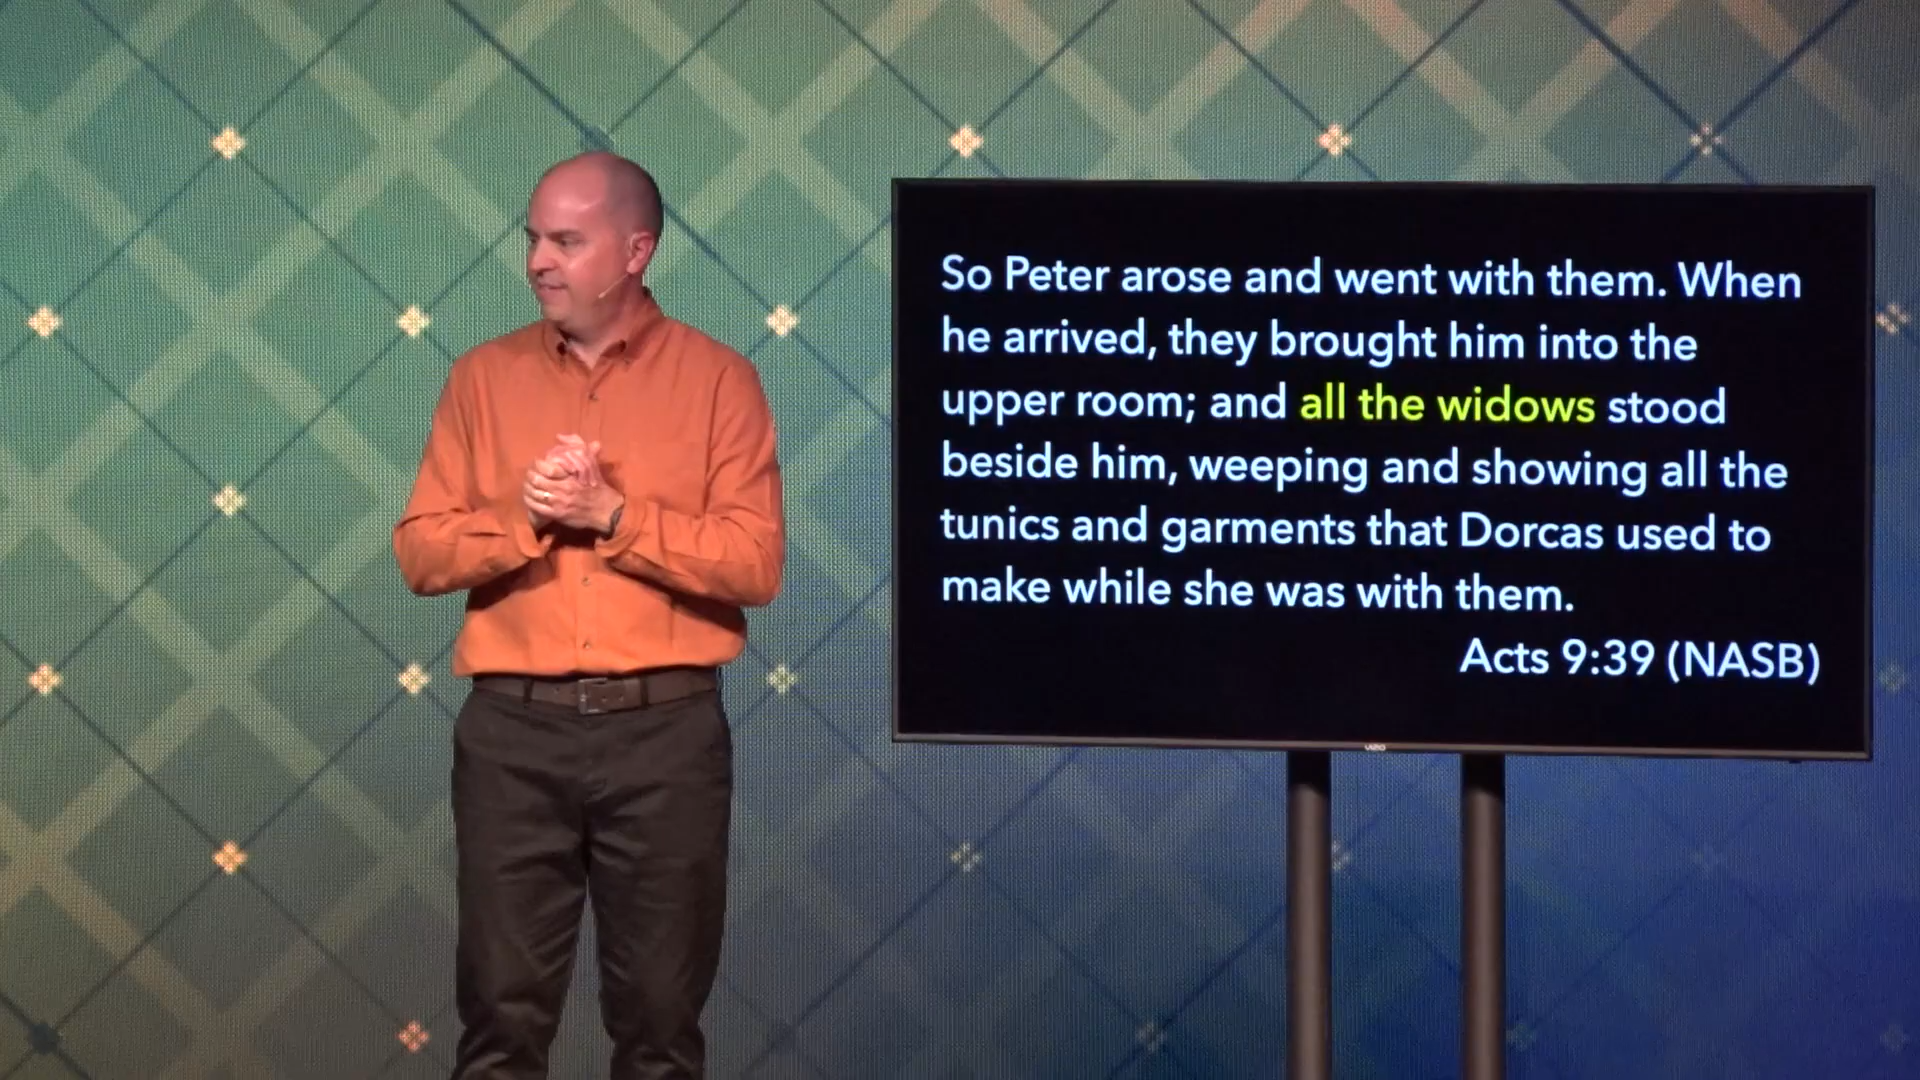 So Peter arose and went with them. When
he arrived, they brought him into the
upper room; and all the widows stood
beside him, weeping and showing all the
tunics and garments that Dorcas used to
make while she was with them.
Acts 9:39 (NASB)
VIZIO